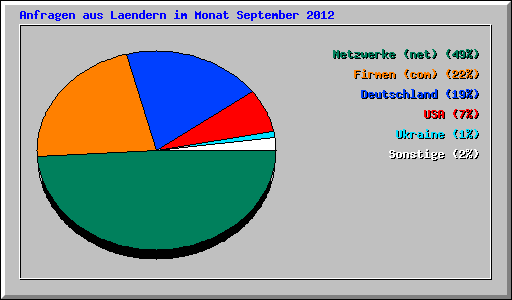 Anfragen aus Laendern im Monat September 2012
Netzwerke (net) (49%)
Firmen (com) (22%)
Deutschland (19%)
USA (7%)
Ukraine (1%)
Sonstige (2%)